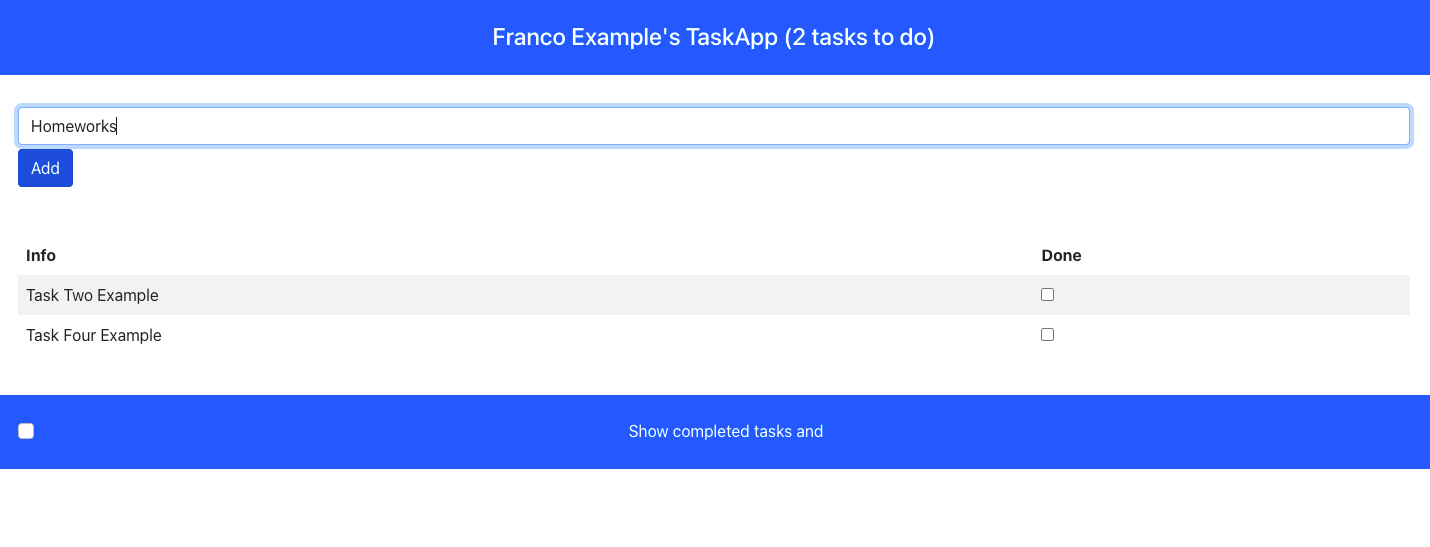 Franco Example's TaskApp (2 tasks to do)
Homeworks
Add
Info Done
Task Two Example
Task Four Example
Show completed tasks and